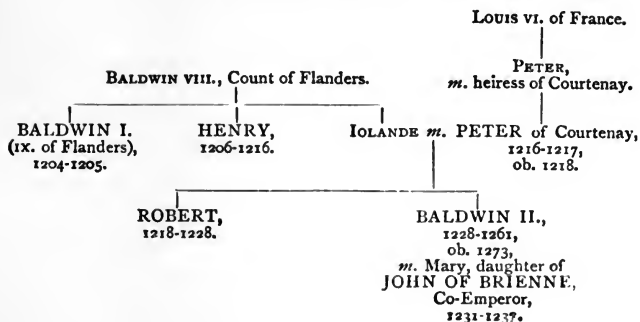 LOUIS VI. of France.
PETER,
m. heiress of Courtenay.
BALDWIN VIII., Count of Flanders.
BALDWIN I.
(IX. of Flanders),
1204-1205.
HENRY,
1206-1216.
IOLANDE m. PETER of Courtenay,
1216-1217,
ob. 1218.
ROBERT,
1218-1228.
BALDWIN II.,
1228-1261,
ob. 1273,
m. Mary, daughter of
JOHN OF BRIENNE,
Co-Emperor,
1231-1237.